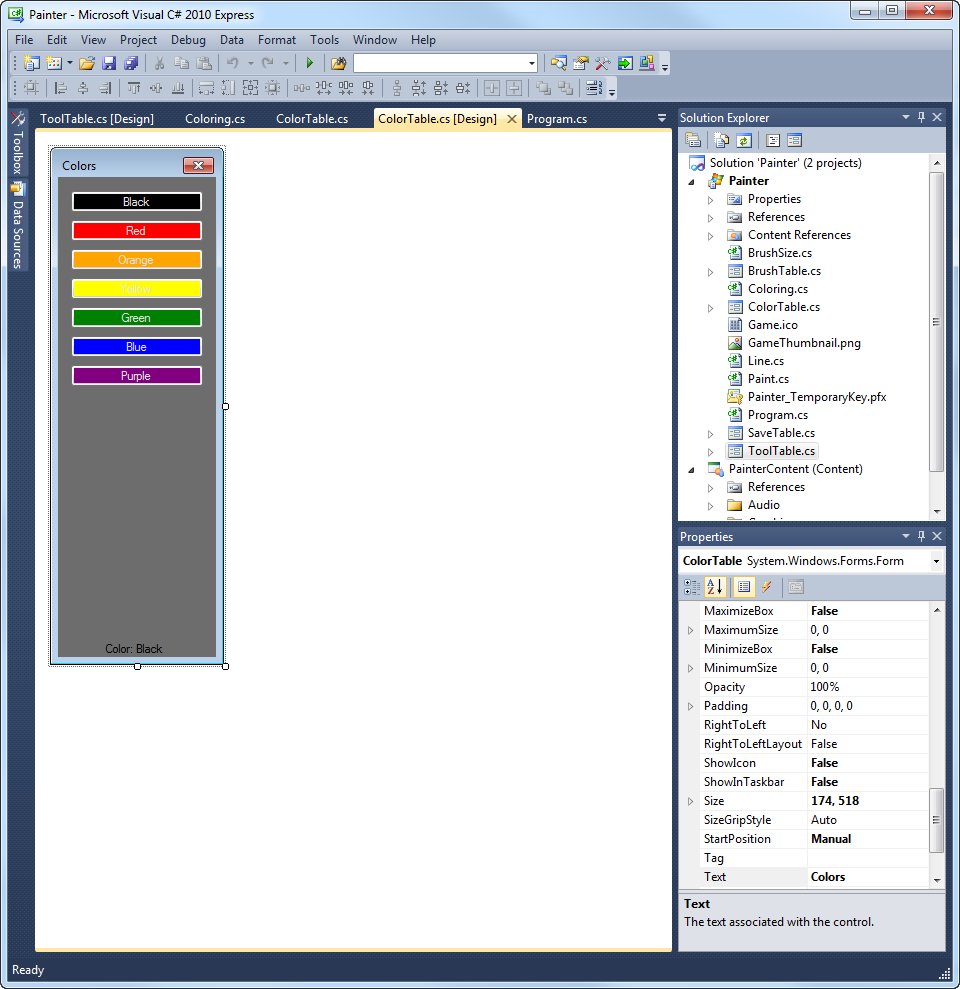 Painter - Microsoft Visual C# 2010 Express
File Edit View Project Debug Data Format Tools Window Help
ToolTable.cs [Design] Coloring.cs ColorTable.cs ColorTable.cs [Design] Program.cs
Toolbox
Data Sources
Colors
Black
Red
Orange
Yellow
Green
Blue
Purple
Color: Black
Solution Explorer
Solution 'Painter' (2 projects)
Painter
Properties
References
Content References
BrushSize.cs
BrushTable.cs
Coloring.cs
ColorTable.cs
Game.ico
GameThumbnail.png
Line.cs
Paint.cs
Painter_TemporaryKey.pfx
Program.cs
SaveTable.cs
ToolTable.cs
PainterContent (Content)
References
Audio
Properties
ColorTable System.Windows.Forms.Form
MaximizeBox False
MaximumSize 0, 0
MinimizeBox False
MinimumSize 0, 0
Opacity 100%
Padding 0, 0, 0, 0
RightToLeft No
RightToLeftLayout False
ShowIcon False
ShowInTaskbar False
Size 174, 518
SizeGripStyle Auto
StartPosition Manual
Tag
Text Colors
Text
The text associated with the control.
Ready